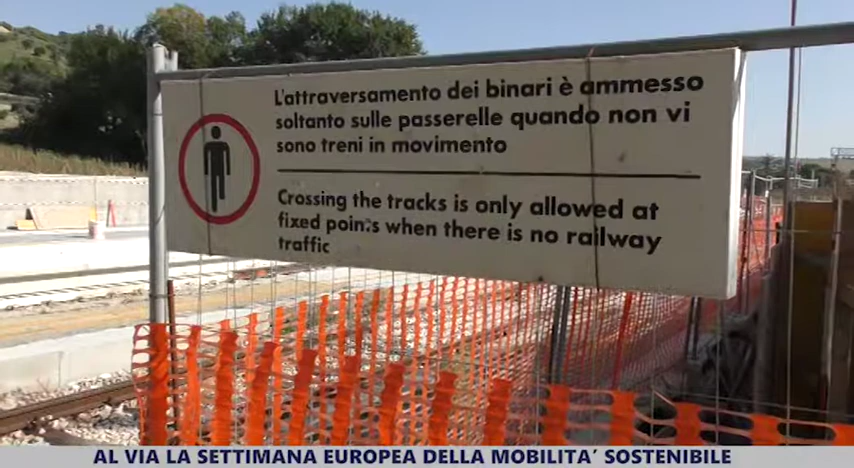 L'attraversamento dei binari è ammesso
soltanto sulle passerelle quando non vi
sono treni in movimento
Crossing the tracks is only allowed at
fixed points when there is no railway
traffic
AL VIA LA SETTIMANA EUROPEA DELLA MOBILITA' SOSTENIBILE